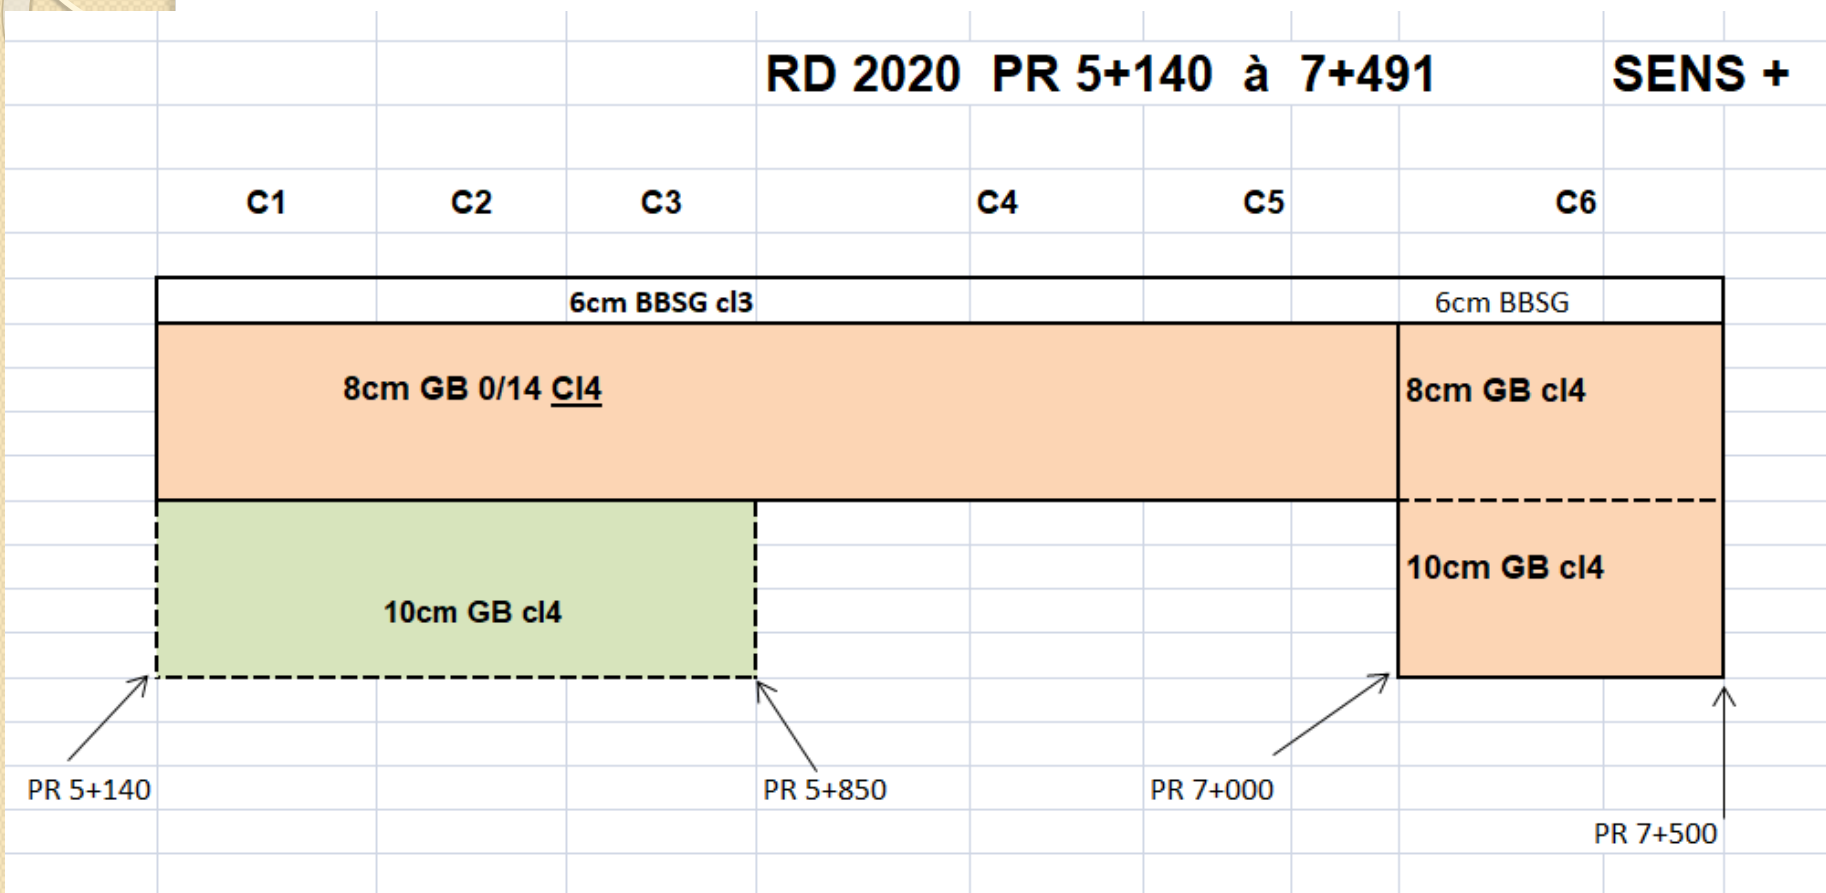 RD 2020 PR 5+140 à 7+491 SENS +
C1 C2 C3 C4 C5 C6
6cm BBSG cl3 6cm BBSG
8cm GB 0/14 Cl4 8cm GB cl4
10cm GB cl4
10cm GB cl4
PR 5+140 PR 5+850 PR 7+000
PR 7+500